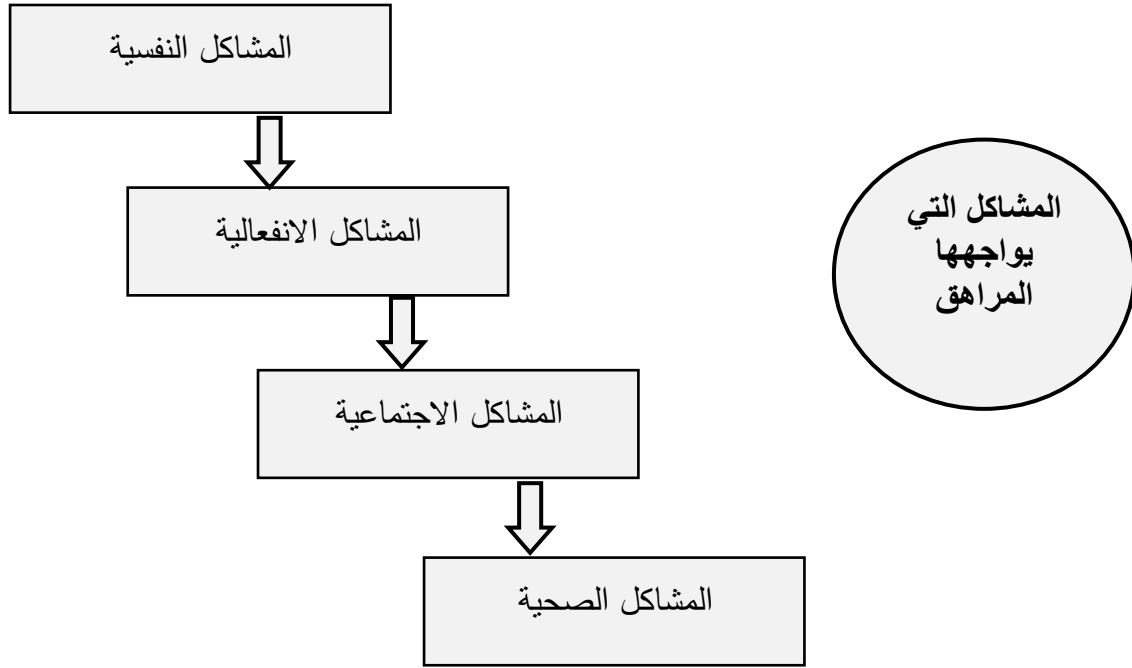 المشاكل النفسية
المشاكل الانفعالية
المشاكل التي
يواجهها
المراهق
المشاكل الاجتماعية
المشاكل الصحية